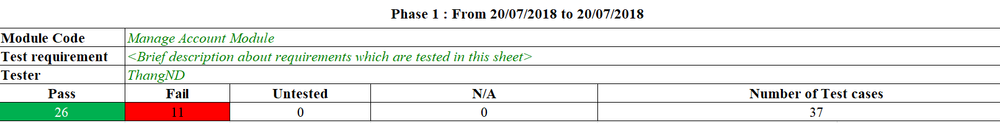 Phase 1 : From 20/07/2018 to 20/07/2018
Module Code Manage Account Module
Test requirement <Brief description about requirements which are tested in this sheet>
Tester ThangND
Pass Fail Untested N/A Number of Test cases
26 11 0 0 37